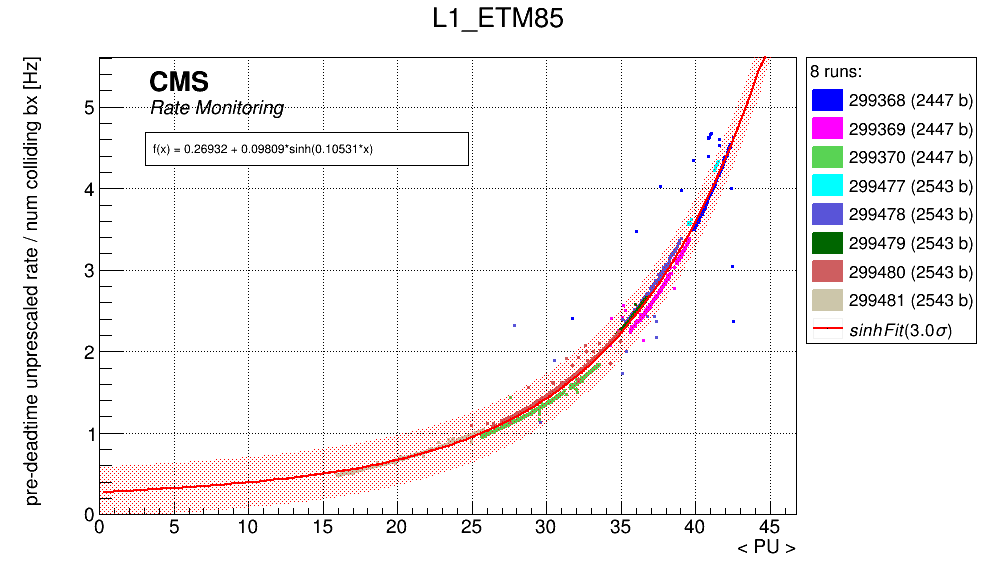 L1_ETM85
pre-deadtime unprescaled rate / num colliding bx [Hz]
CMS
Rate Monitoring
f(x) = 0.26932 + 0.09809*sinh(0.10531*x)
5
4
3
2
1
0
0 5 10 15 20 25 30 35 40 45
< PU >
8 runs:
299368 (2447 b)
299369 (2447 b)
299370 (2447 b)
299477 (2543 b)
299478 (2543 b)
299479 (2543 b)
299480 (2543 b)
299481 (2543 b)
sinhFit(3.0σ)